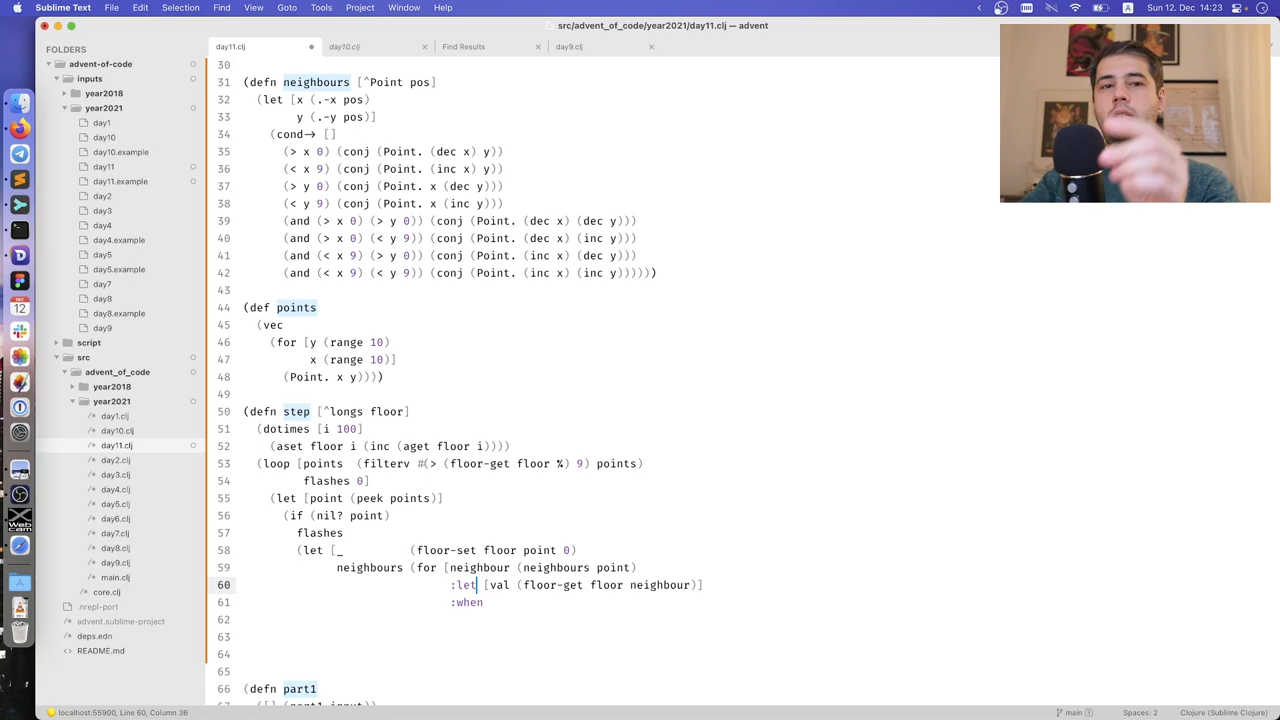 Sublime Text File Edit Selection Find View Goto Tools Project Window Help
Sun, 12 Dec 14:23
src/advent_of_code/year2021/day11.clj — advent
FOLDERS
advent-of-code
inputs
year2018
year2021
day1
day10
day10.example
day11
day11.example
day2
day3
day4
day4.example
day5
day5.example
day7
day8
day8.example
day9
script
src
advent_of_code
year2018
year2021
/* day1.clj
/* day10.clj
/* day11.clj
/* day2.clj
/* day3.clj
/* day4.clj
/* day5.clj
/* day6.clj
/* day7.clj
/* day8.clj
/* day9.clj
/* main.clj
/* core.clj
.nrepl-port
advent.sublime-project
deps.edn
README.md
day11.clj day10.clj Find Results day9.clj
30
31 (defn neighbours [^Point pos]
32 (let [x (.-x pos)
33 y (.-y pos)]
34 (cond-> []
35 (> x 0) (conj (Point. (dec x) y))
36 (< x 9) (conj (Point. (inc x) y))
37 (> y 0) (conj (Point. x (dec y)))
38 (< y 9) (conj (Point. x (inc y)))
39 (and (> x 0) (> y 0)) (conj (Point. (dec x) (dec y)))
40 (and (> x 0) (< y 9)) (conj (Point. (dec x) (inc y)))
41 (and (< x 9) (> y 0)) (conj (Point. (inc x) (dec y)))
42 (and (< x 9) (< y 9)) (conj (Point. (inc x) (inc y))))))
43
44 (def points
45 (vec
46 (for [y (range 10)
47 x (range 10)]
48 (Point. x y))))
49
50 (defn step [^longs floor]
51 (dotimes [i 100]
52 (aset floor i (inc (aget floor i))))
53 (loop [points (filterv #(> (floor-get floor %) 9) points)
54 flashes 0]
55 (let [point (peek points)]
56 (if (nil? point)
57 flashes
58 (let [_ (floor-set floor point 0)
59 neighbours (for [neighbour (neighbours point)
60 :let [val (floor-get floor neighbour)]
61 :when
62
63
64
65
66 (defn part1
localhost:55900, Line 60, Column 36
main 3
Spaces: 2
Clojure (Sublime Clojure)